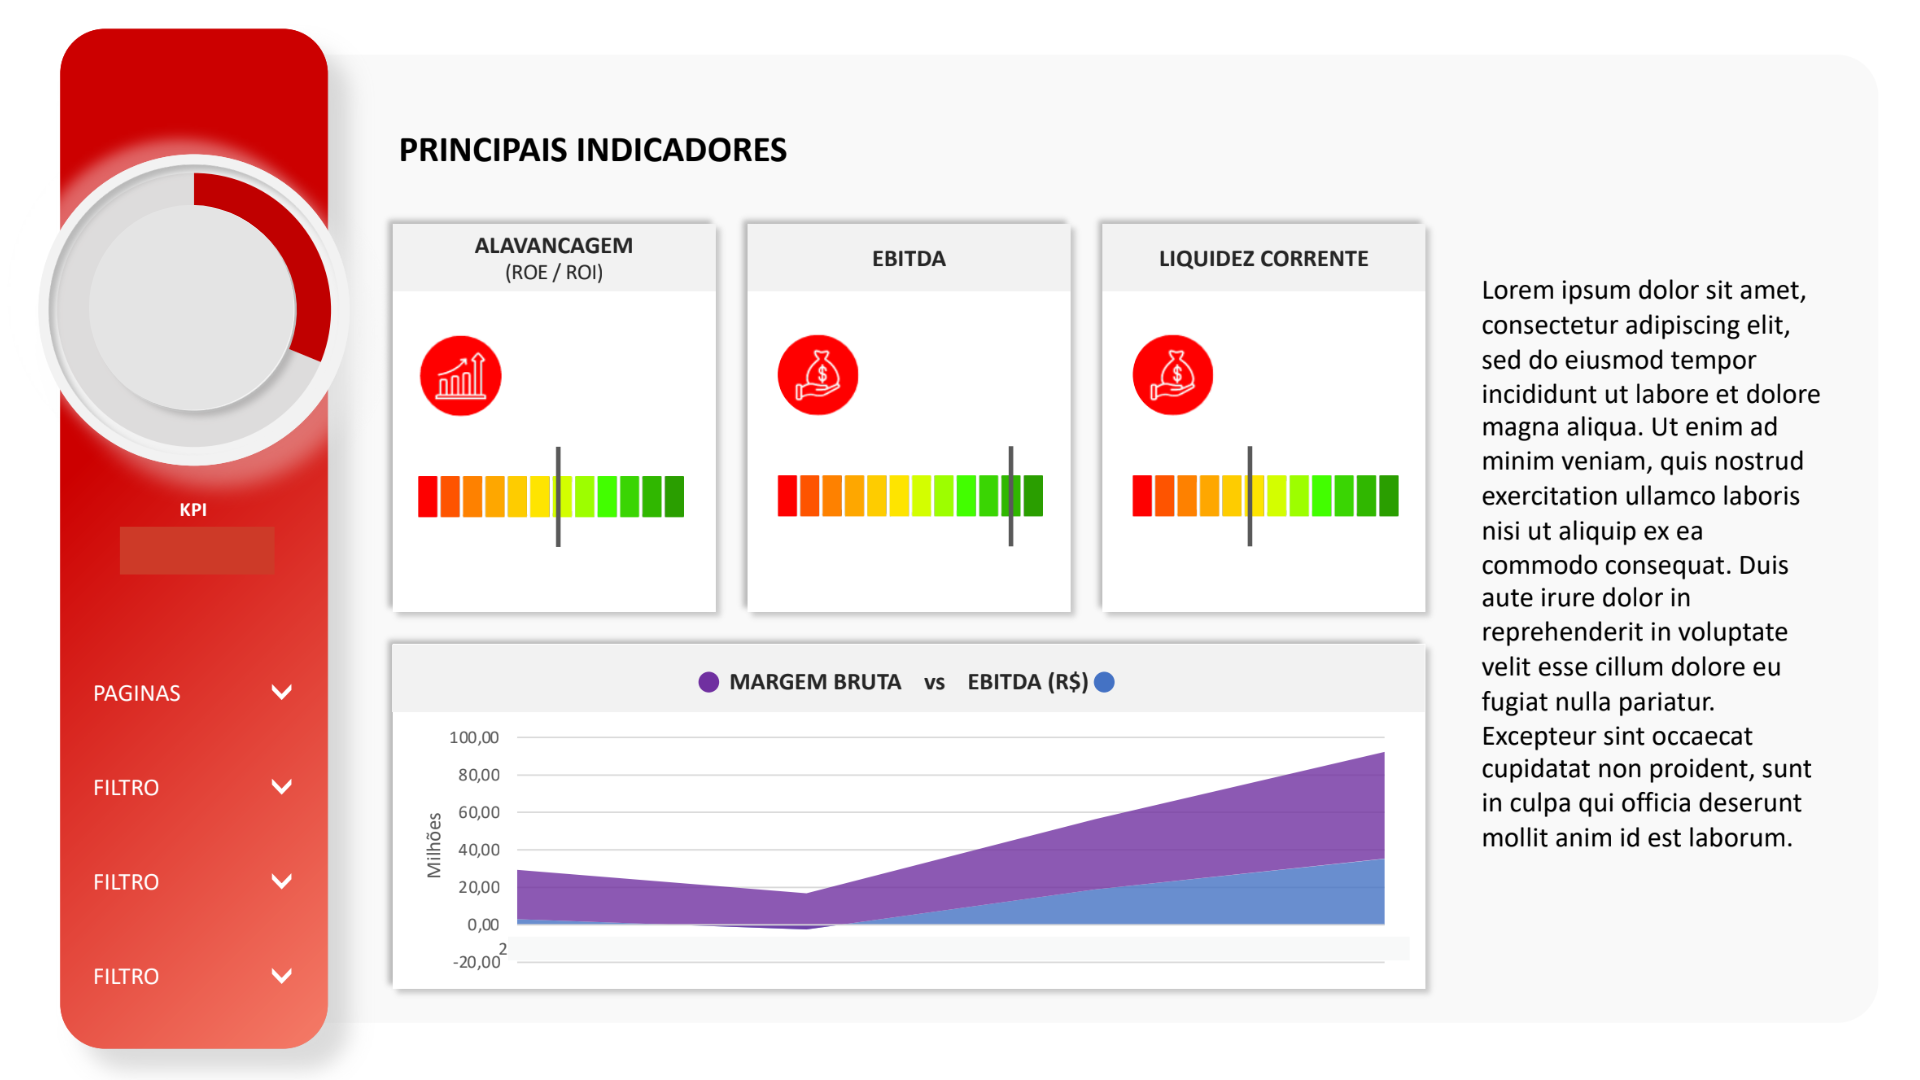 PRINCIPAIS INDICADORES
ALAVANCAGEM
(ROE / ROI)
EBITDA
LIQUIDEZ CORRENTE
$
$
KPI
PAGINAS
FILTRO
FILTRO
FILTRO
MARGEM BRUTA vs EBITDA (R$)
Milhões
100,00
80,00
60,00
40,00
20,00
0,00
2
-20,00
Lorem ipsum dolor sit amet,
consectetur adipiscing elit,
sed do eiusmod tempor
incididunt ut labore et dolore
magna aliqua. Ut enim ad
minim veniam, quis nostrud
exercitation ullamco laboris
nisi ut aliquip ex ea
commodo consequat. Duis
aute irure dolor in
reprehenderit in voluptate
velit esse cillum dolore eu
fugiat nulla pariatur.
Excepteur sint occaecat
cupidatat non proident, sunt
in culpa qui officia deserunt
mollit anim id est laborum.